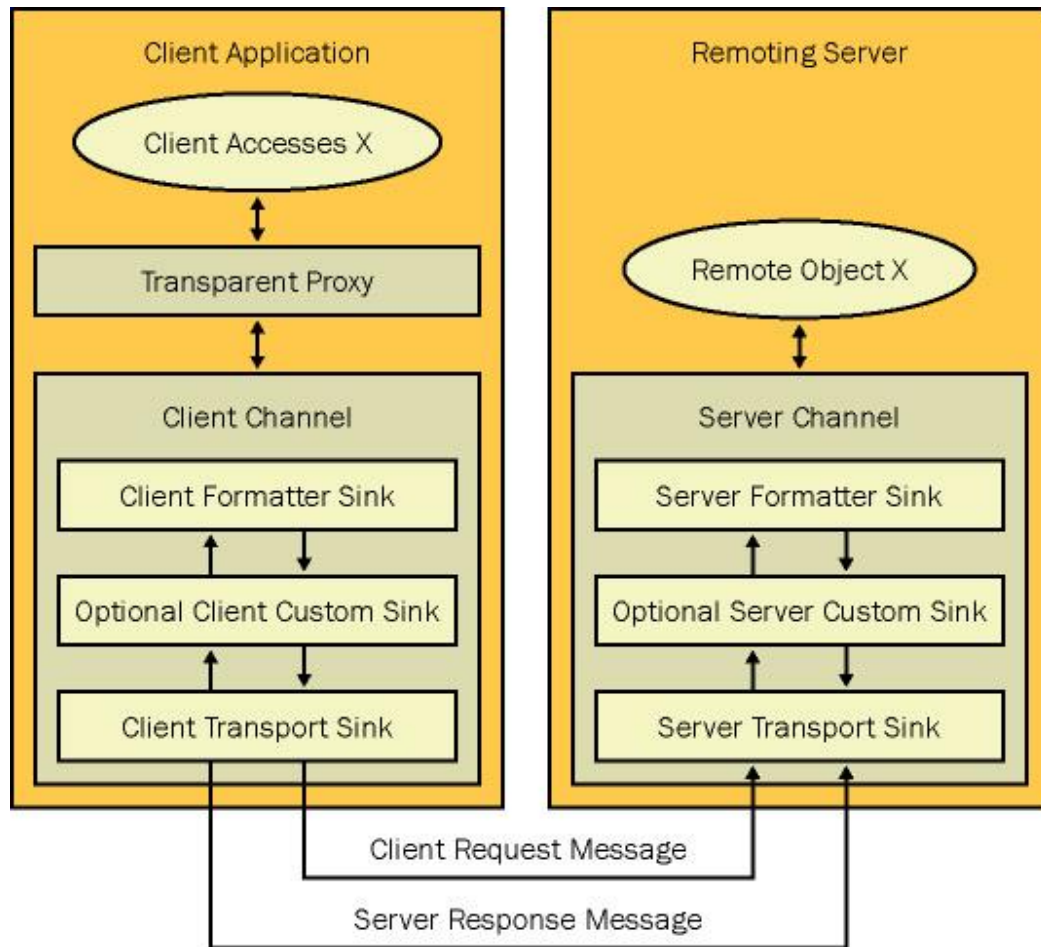 Client Application
Client Accesses X
Transparent Proxy
Client Channel
Client Formatter Sink
Optional Client Custom Sink
Client Transport Sink
Remoting Server
Remote Object X
Server Channel
Server Formatter Sink
Optional Server Custom Sink
Server Transport Sink
Client Request Message
Server Response Message